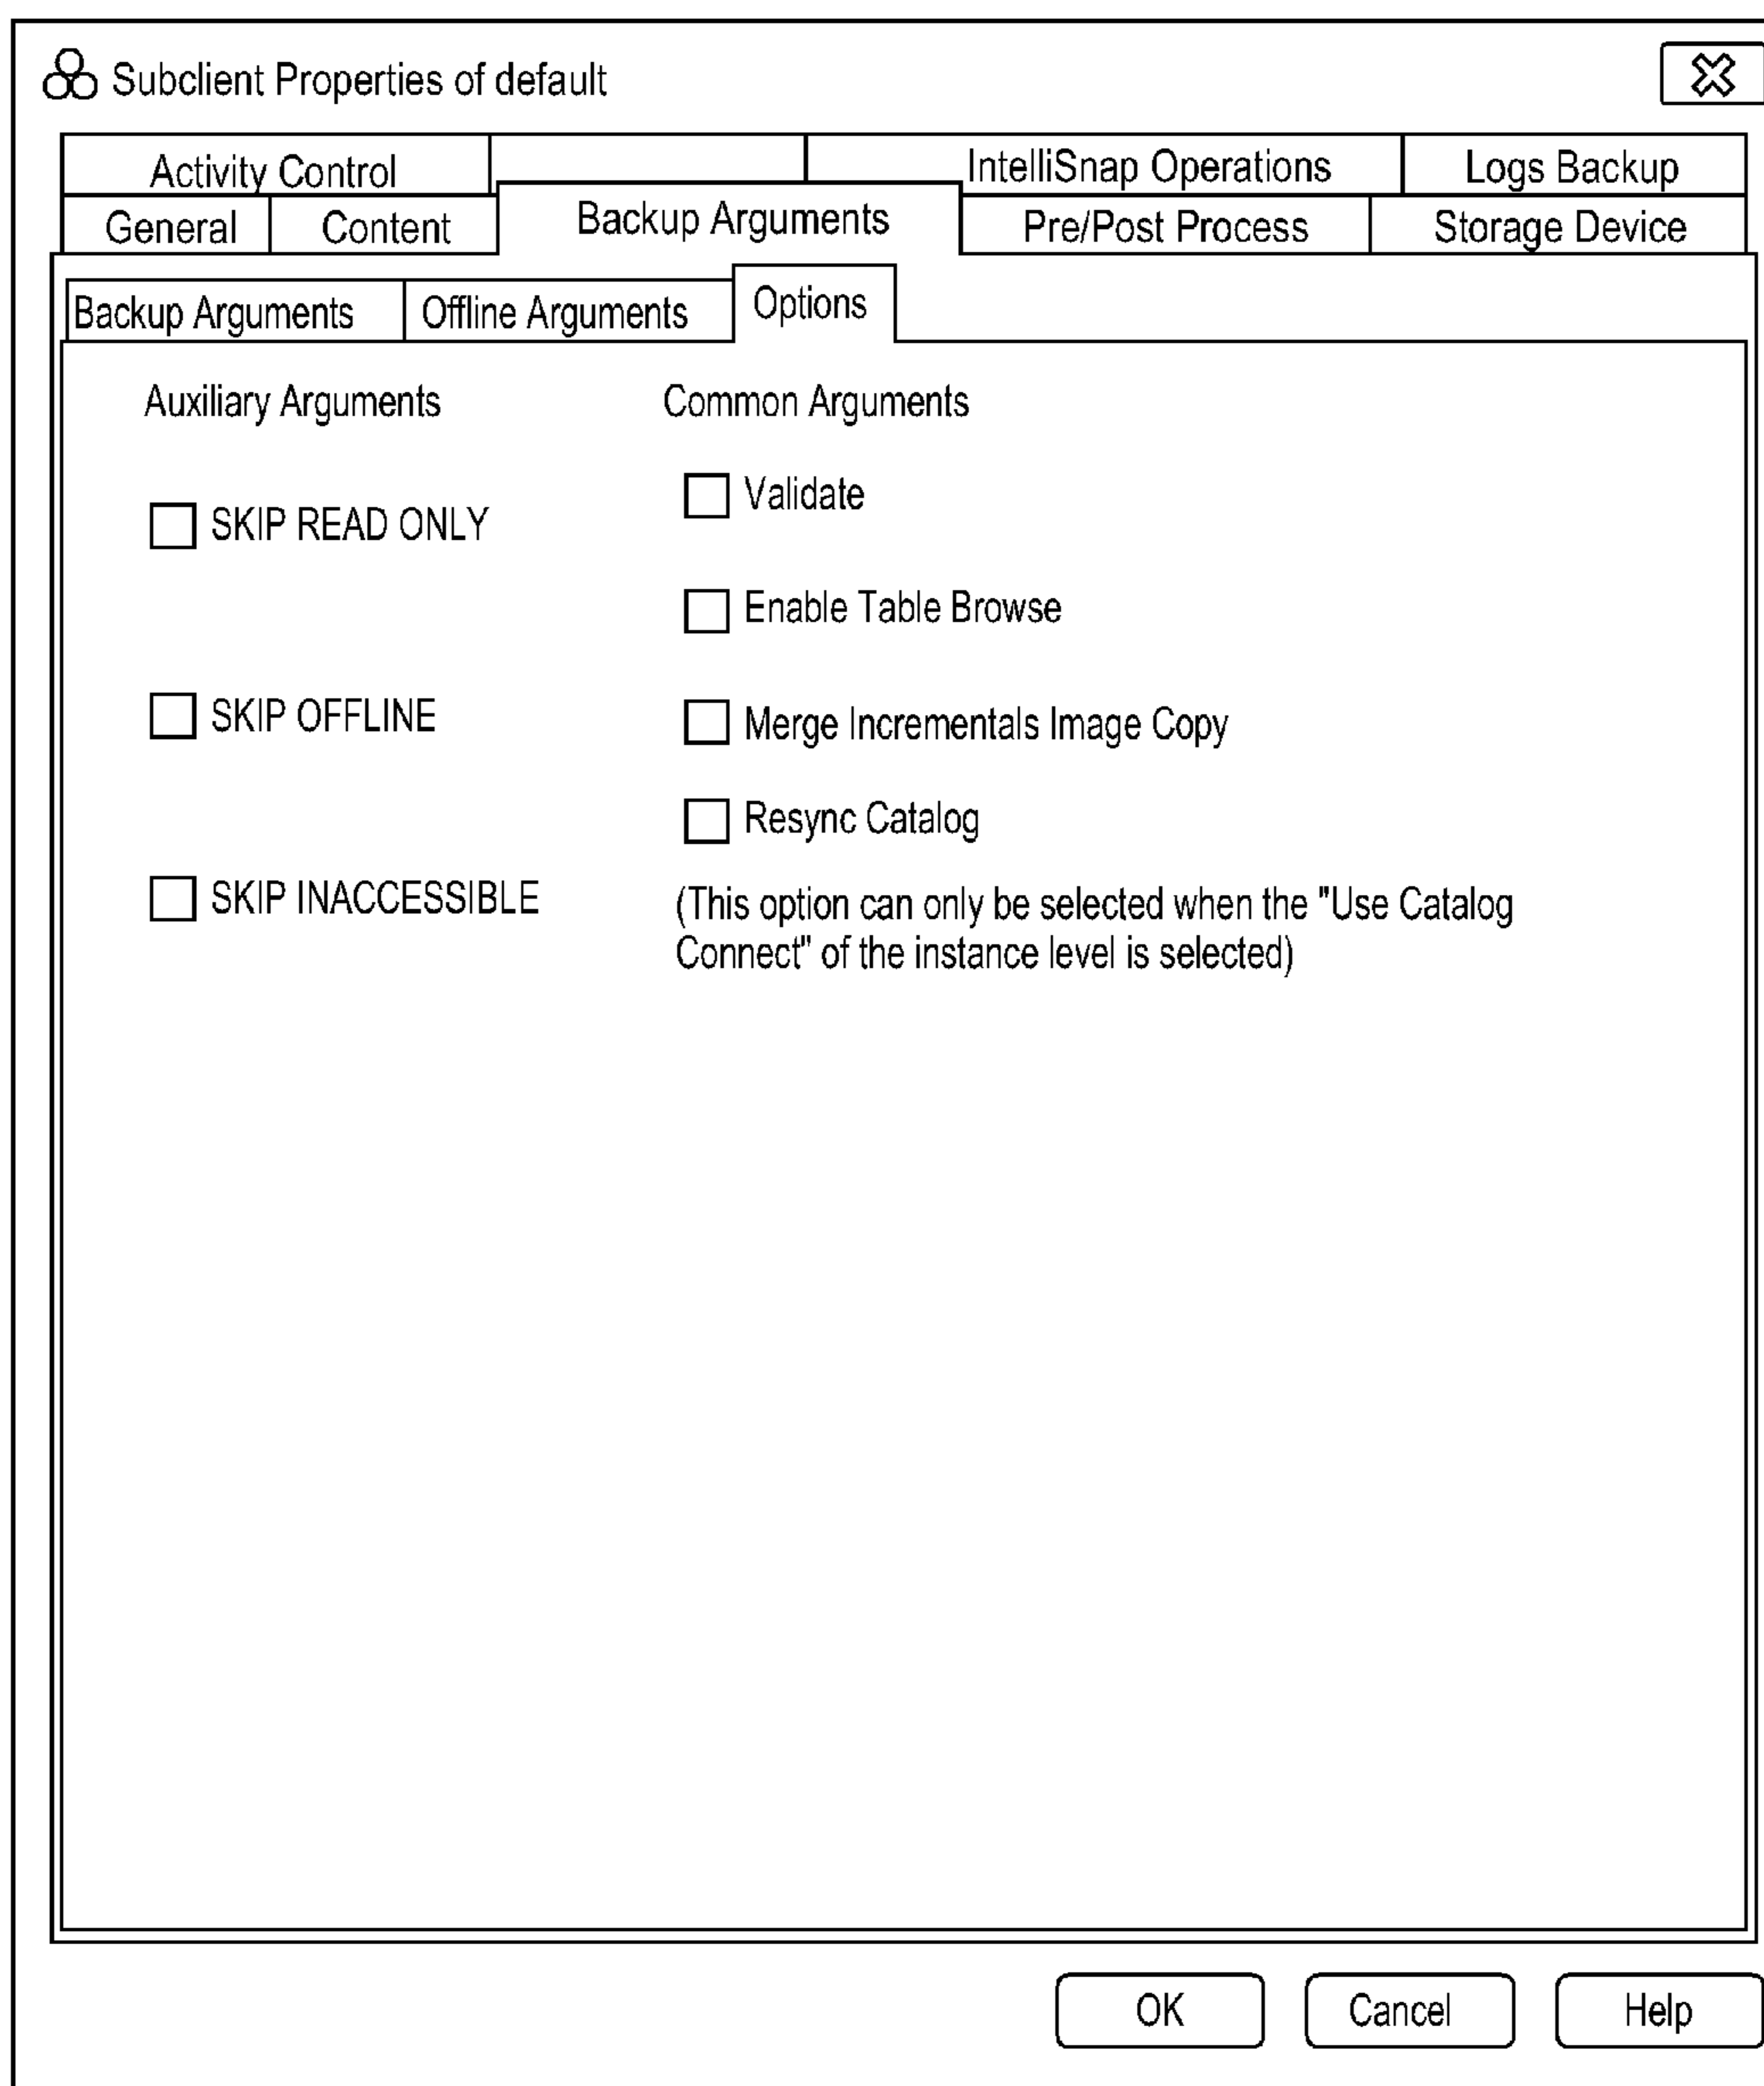 Subclient Properties of default
Activity Control
IntelliSnap Operations
Logs Backup
General
Content
Backup Arguments
Pre/Post Process
Storage Device
Backup Arguments
Offline Arguments
Options
Auxiliary Arguments
SKIP READ ONLY
SKIP OFFLINE
SKIP INACCESSIBLE
Common Arguments
Validate
Enable Table Browse
Merge Incrementals Image Copy
Resync Catalog
(This option can only be selected when the "Use Catalog
Connect" of the instance level is selected)
OK
Cancel
Help